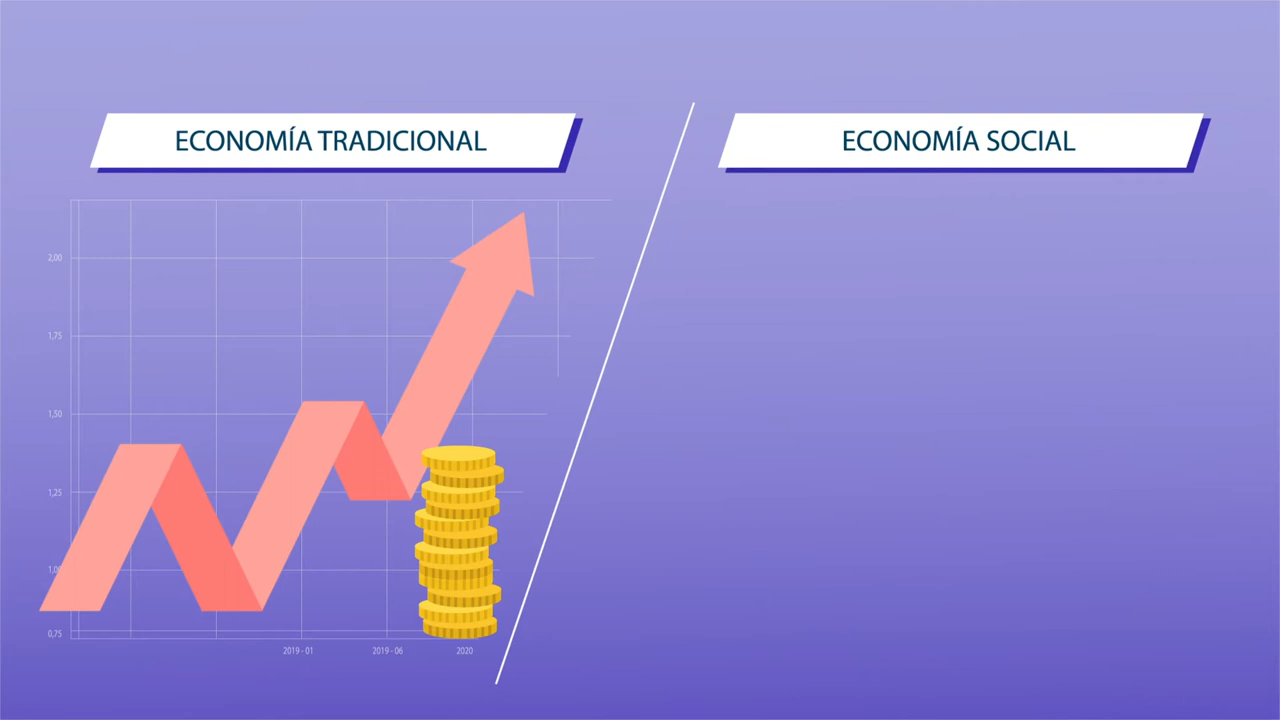 ECONOMÍA TRADICIONAL
ECONOMÍA SOCIAL
2,00
1,75
1,50
1,25
0,75
2019 - 01
2019 - 06
2020